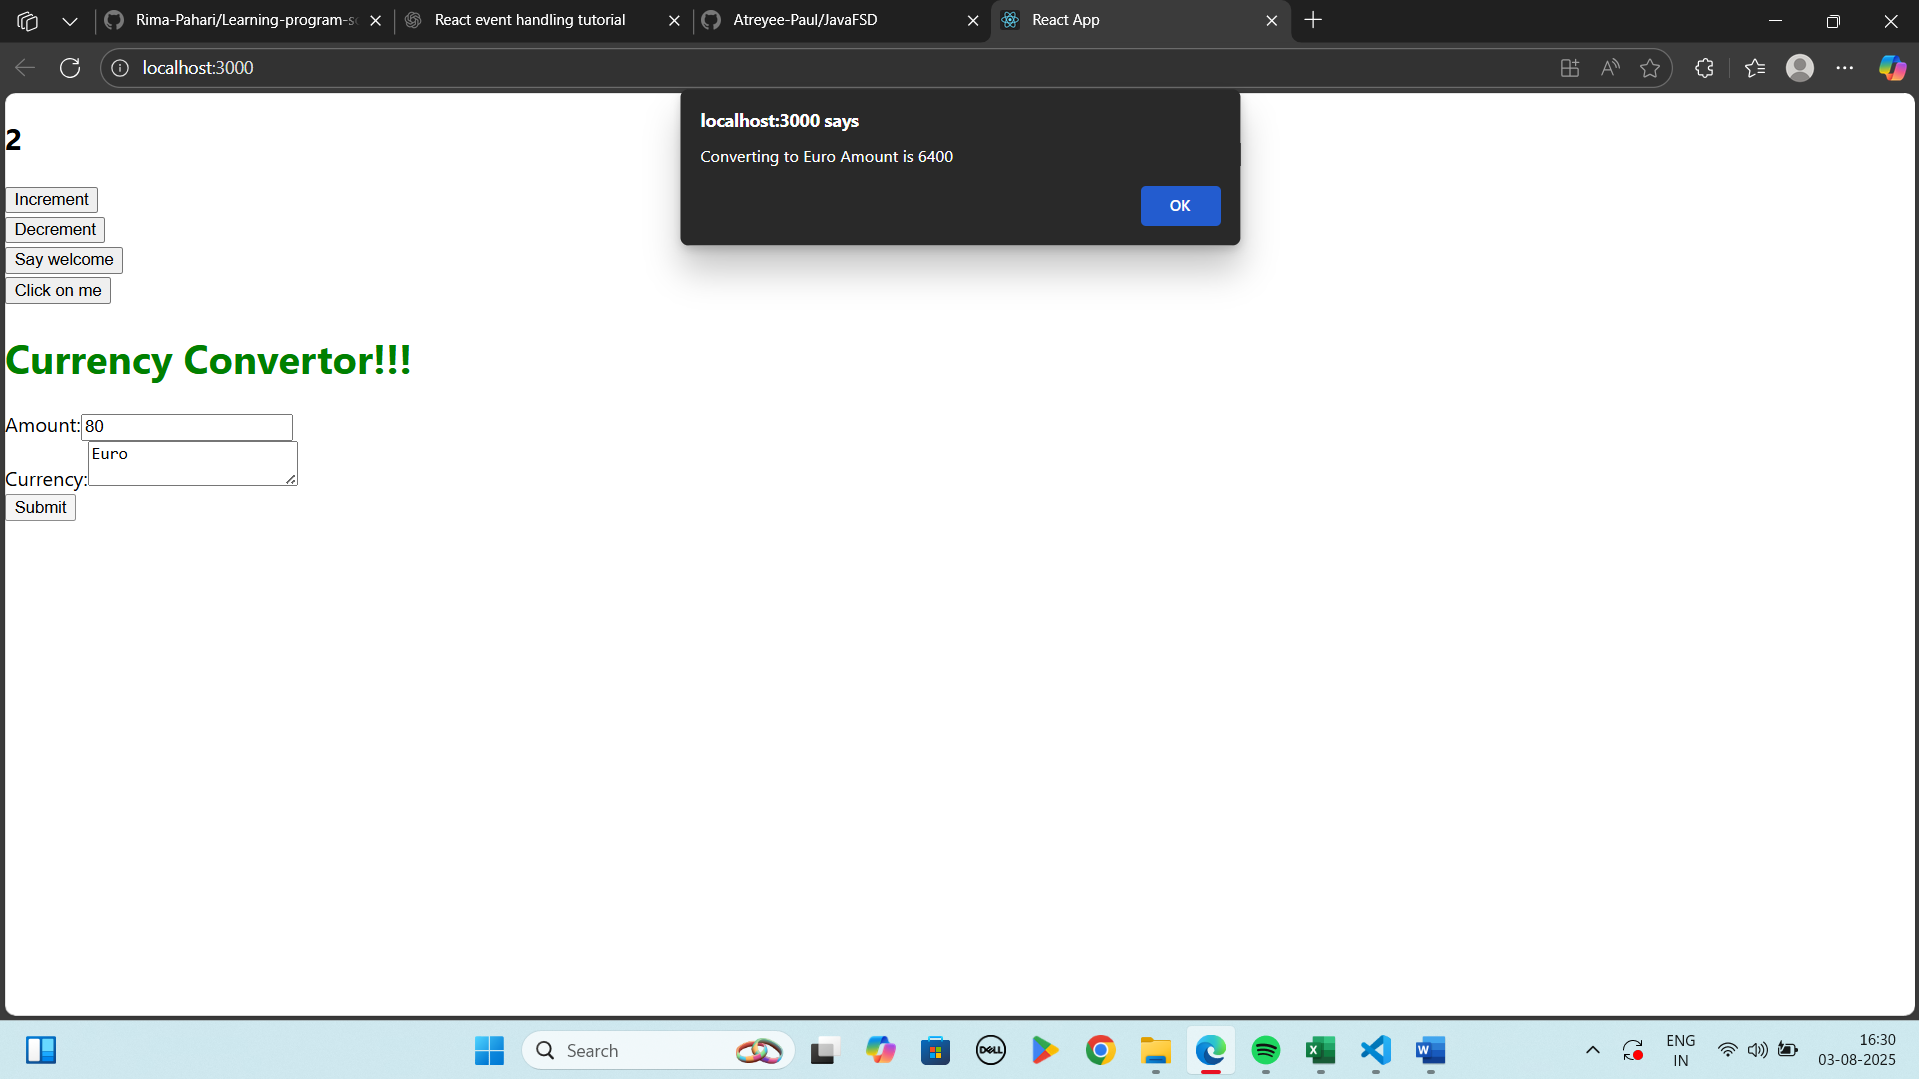 Rima-Pahari/Learning-program-s
React event handling tutorial
Atreyee-Paul/JavaFSD
React App
localhost:3000
localhost:3000 says
Converting to Euro Amount is 6400
OK
2
Increment
Decrement
Say welcome
Click on me
Currency Convertor!!!
Amount:80
Euro
Currency:
Submit
Search
DELL
ENG
IN
16:30
03-08-2025